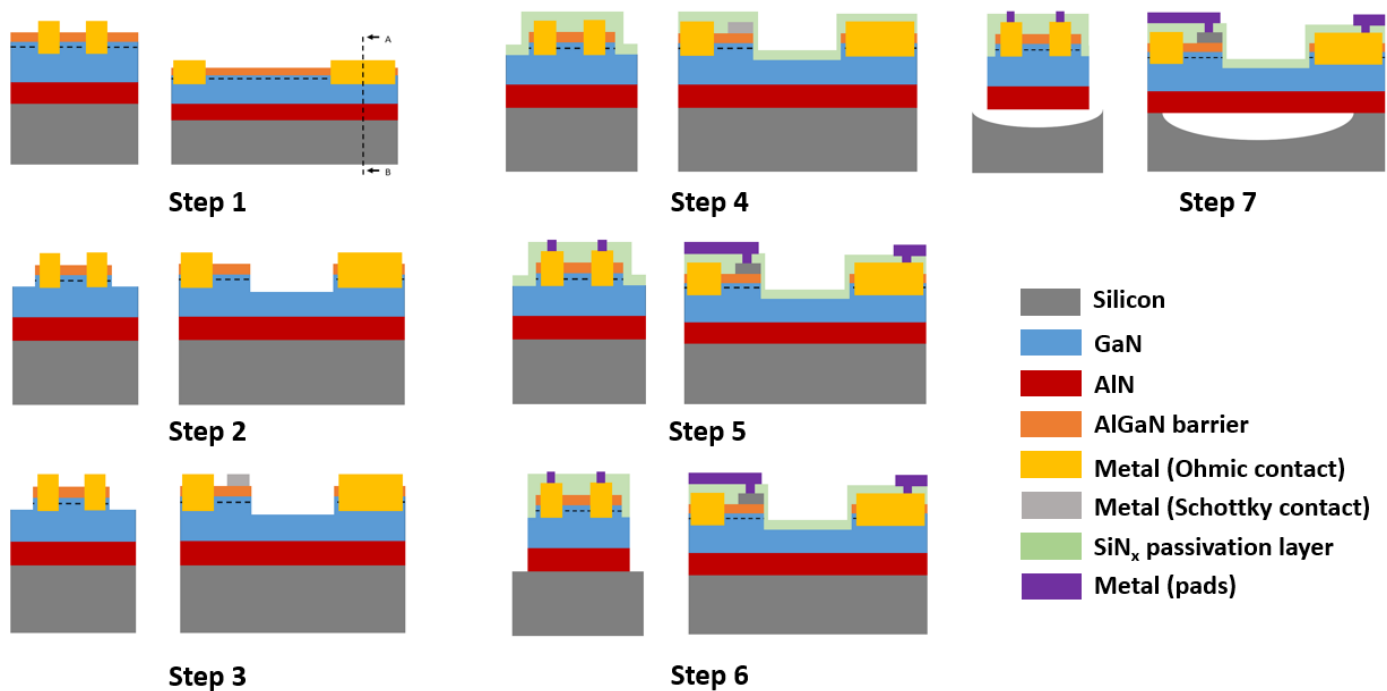 A
B
Step 1
Step 4
Step 7
Step 2
Step 5
Step 3
Step 6
Silicon
GaN
AlN
AlGaN barrier
Metal (Ohmic contact)
Metal (Schottky contact)
SiNx passivation layer
Metal (pads)